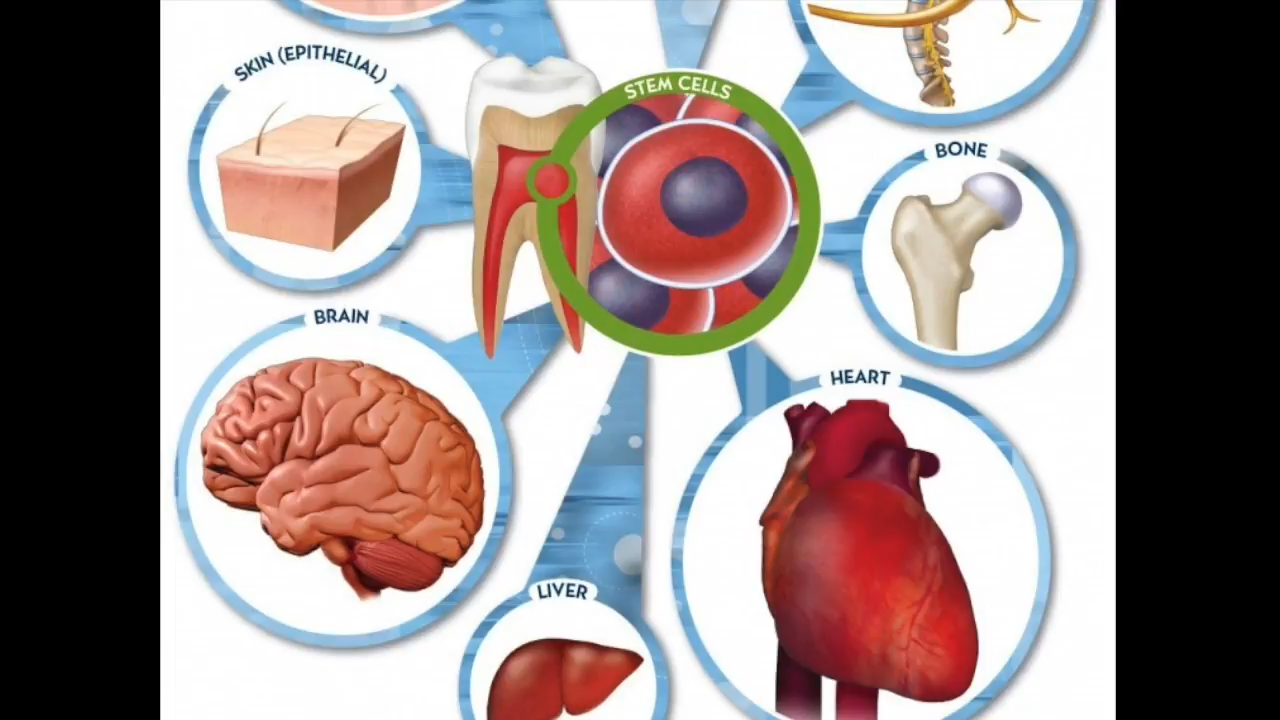 SKIN (EPITHELIAL)
STEM CELLS
BONE
BRAIN
HEART
LIVER